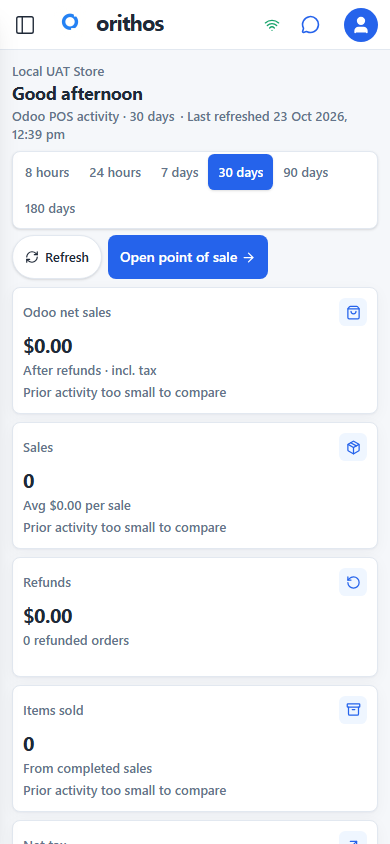 orithos
Local UAT Store
Good afternoon
Odoo POS activity · 30 days · Last refreshed 23 Oct 2026,
12:39 pm
8 hours 24 hours 7 days 30 days 90 days
180 days
Refresh Open point of sale →
Odoo net sales
$0.00
After refunds · incl. tax
Prior activity too small to compare
Sales
0
Avg $0.00 per sale
Prior activity too small to compare
Refunds
$0.00
0 refunded orders
Items sold
0
From completed sales
Prior activity too small to compare